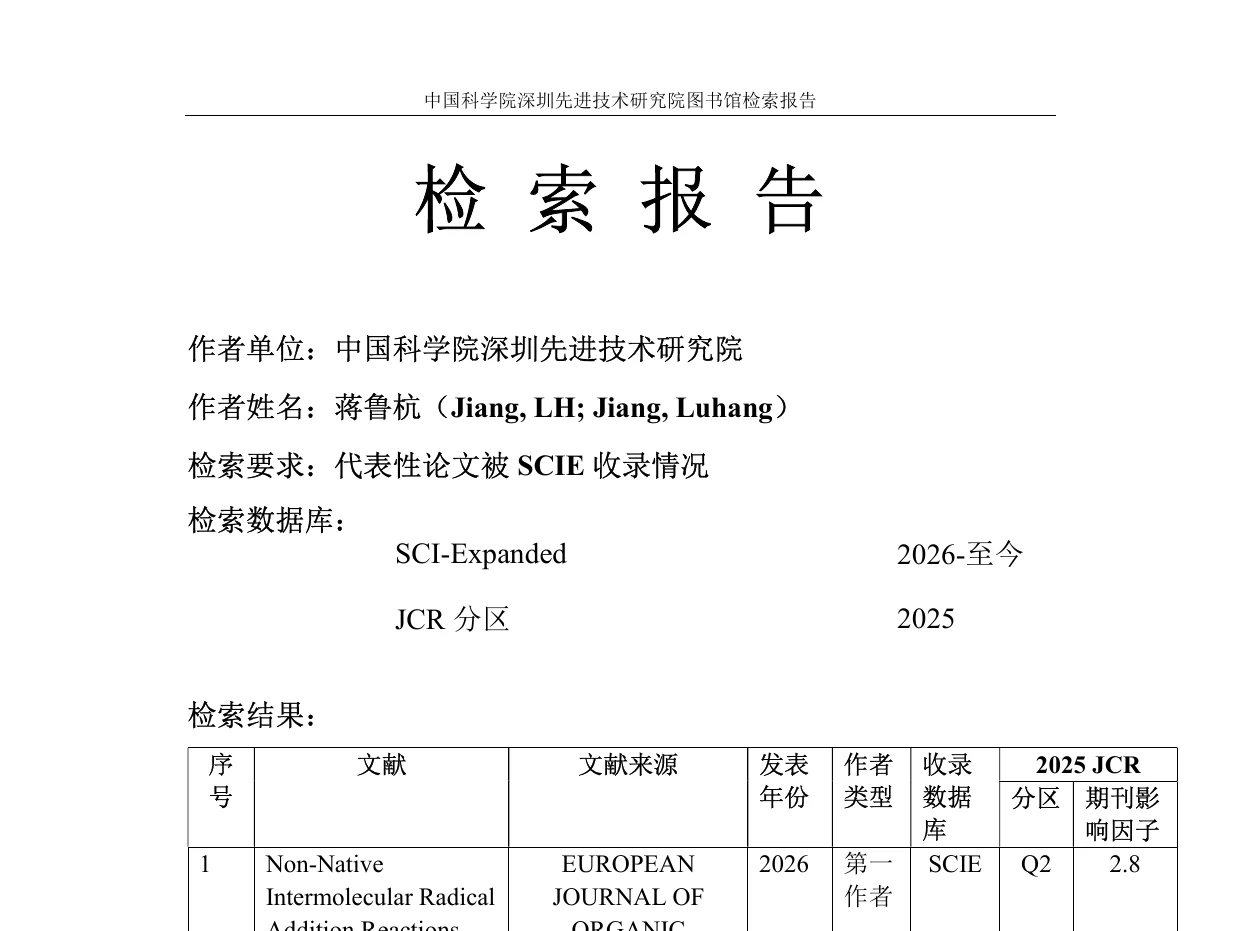 中国科学院深圳先进技术研究院图书馆检索报告
检 索 报 告
作者单位：中国科学院深圳先进技术研究院
作者姓名：蒋鲁杭（Jiang, LH; Jiang, Luhang）
检索要求：代表性论文被 SCIE 收录情况
检索数据库：
SCI-Expanded 2026-至今
JCR 分区 2025
检索结果：
序号 文献 文献来源 发表年份 作者类型 收录数据库 2025 JCR
分区 期刊影响因子
1 Non-Native EUROPEAN 2026 第一 SCIE Q2 2.8
Intermolecular Radical JOURNAL OF 作者
Addition Reactions ORGANIC